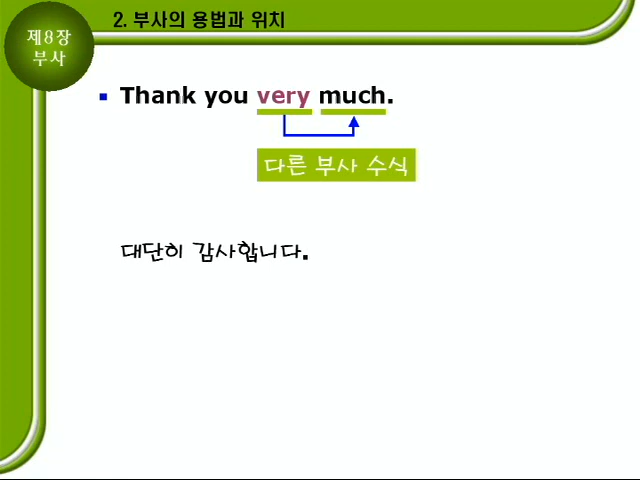 2. 부사의 용법과 위치
제8장
부사
Thank you very much.
다른 부사 수식
대단히 감사합니다.